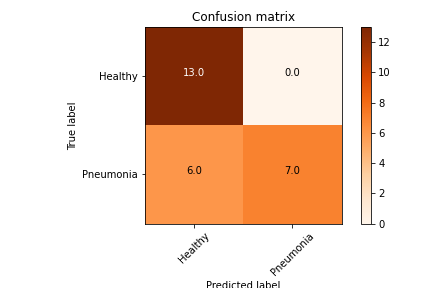 Confusion matrix
Healthy
Pneumonia
True label
13.0
0.0
6.0
7.0
Healthy
Pneumonia
Predicted label
12
10
8
6
4
2
0